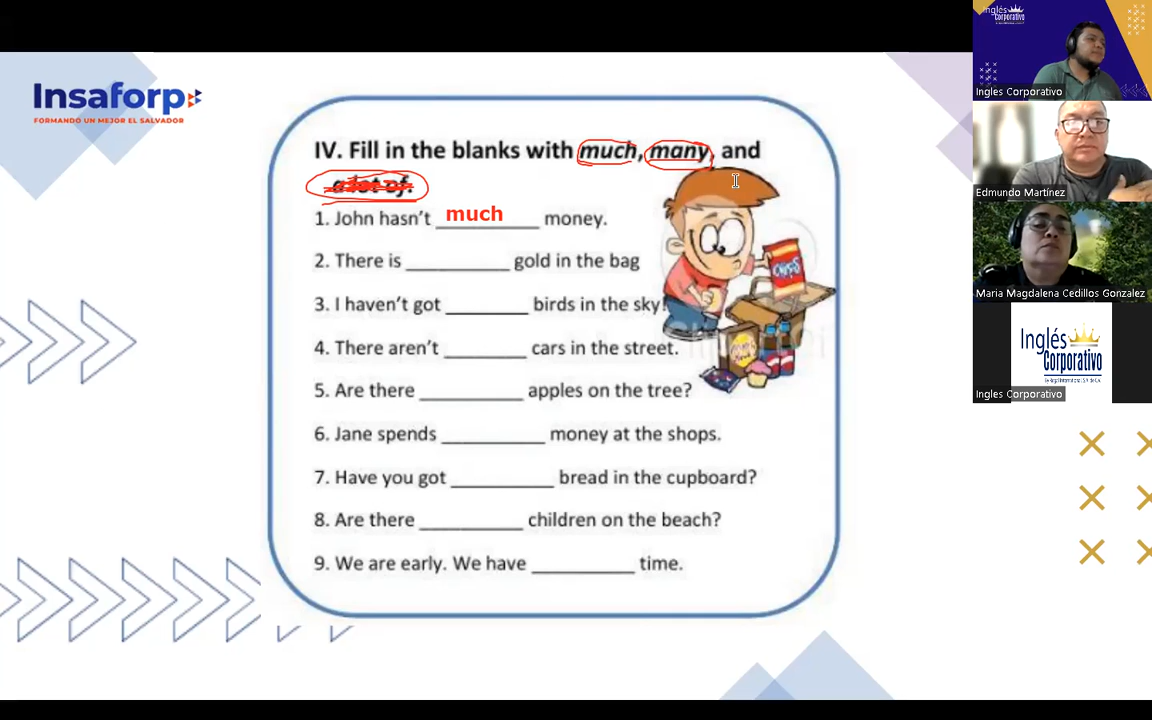 Insaforp
FORMANDO UN MEJOR EL SALVADOR
IV. Fill in the blanks with much, many, and
a lot of.
1. John hasn't much money.
2. There is __________ gold in the bag
3. I haven't got ________ birds in the sky!
4. There aren't ________ cars in the street.
5. Are there __________ apples on the tree?
6. Jane spends __________ money at the shops.
7. Have you got __________ bread in the cupboard?
8. Are there __________ children on the beach?
9. We are early. We have __________ time.
CHIPS
Inglés
Corporativo
Ingles Corporativo
Edmundo Martínez
Maria Magdalena Cedillos Gonzalez
Inglés
Corporativo
Ingles Corporativo